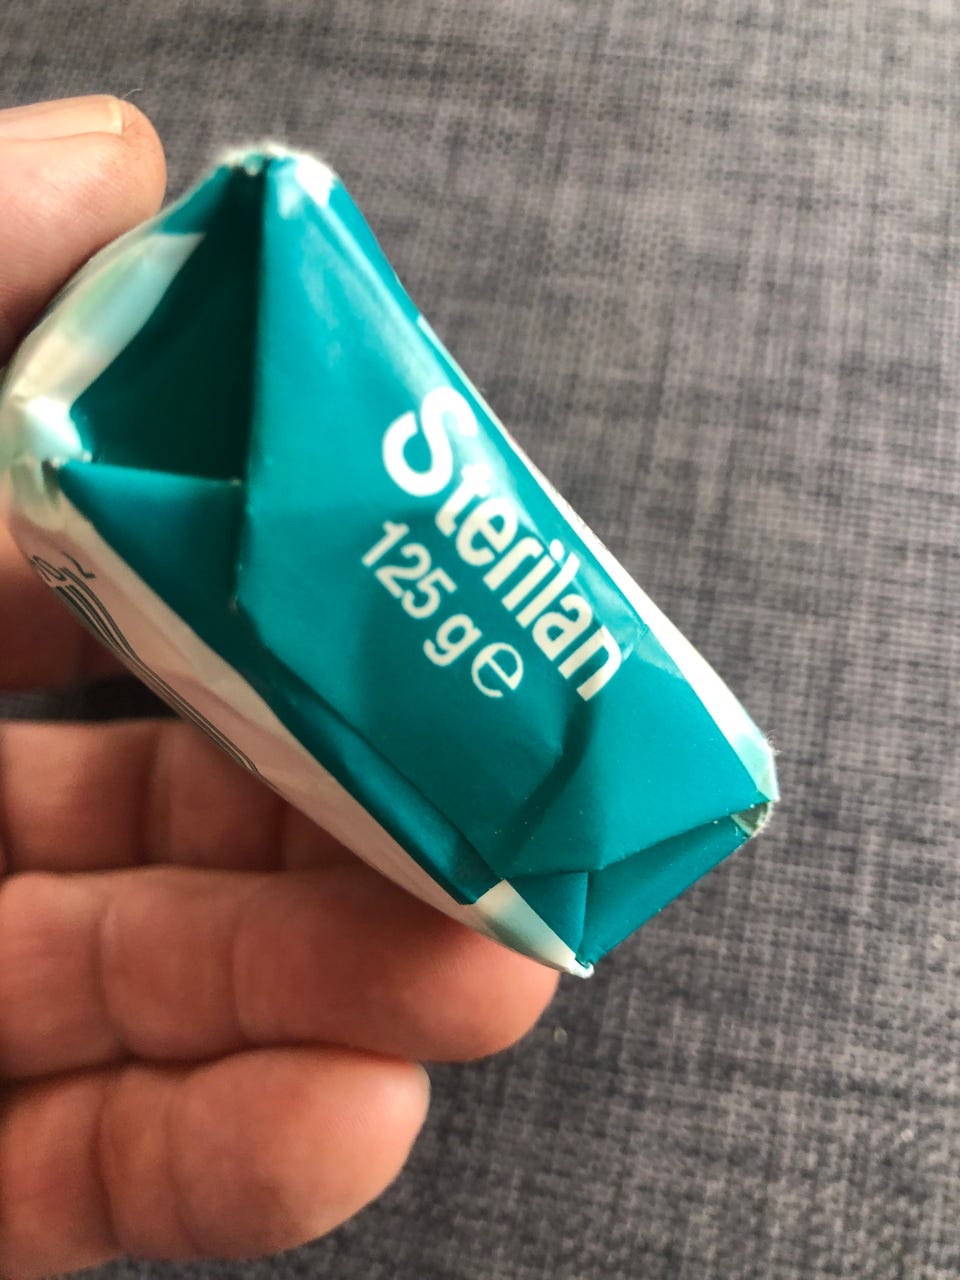 Sterilan
125 g ℮